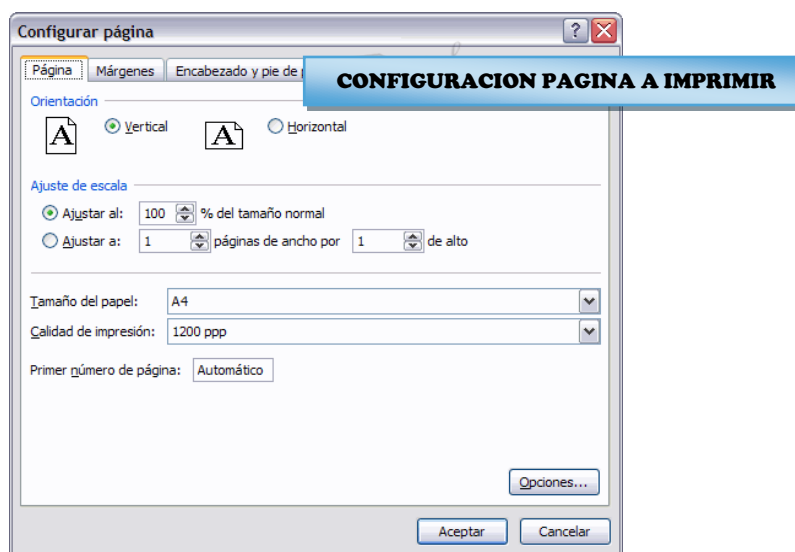 Configurar página
Página Márgenes Encabezado y pie de
CONFIGURACION PAGINA A IMPRIMIR
Orientación
A Vertical A Horizontal
Ajuste de escala
Ajustar al: 100 % del tamaño normal
Ajustar a: 1 páginas de ancho por 1 de alto
Tamaño del papel: A4
Calidad de impresión: 1200 ppp
Primer número de página: Automático
Opciones...
Aceptar Cancelar